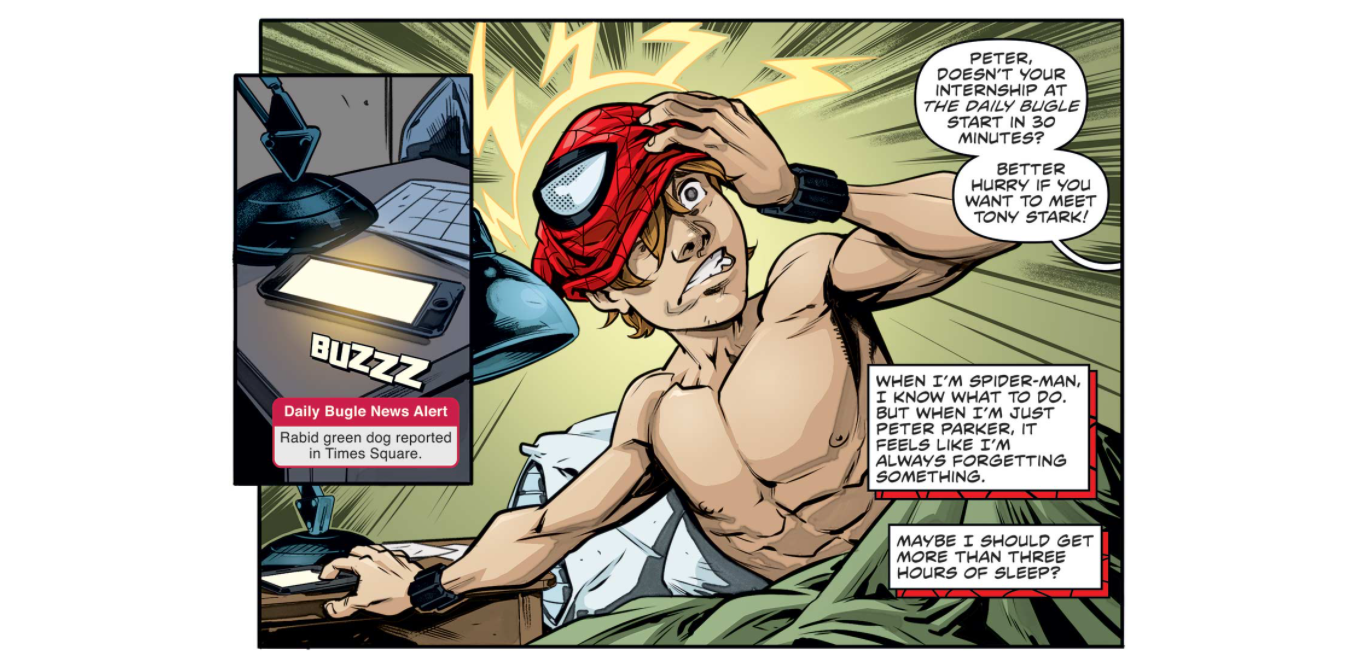 BUZZZ
Daily Bugle News Alert
Rabid green dog reported
in Times Square.
PETER,
DOESN'T YOUR
INTERNSHIP AT
THE DAILY BUGLE
START IN 30
MINUTES?
BETTER
HURRY IF YOU
WANT TO MEET
TONY STARK!
WHEN I'M SPIDER-MAN,
I KNOW WHAT TO DO.
BUT WHEN I'M JUST
PETER PARKER, IT
FEELS LIKE I'M
ALWAYS FORGETTING
SOMETHING.
MAYBE I SHOULD GET
MORE THAN THREE
HOURS OF SLEEP?